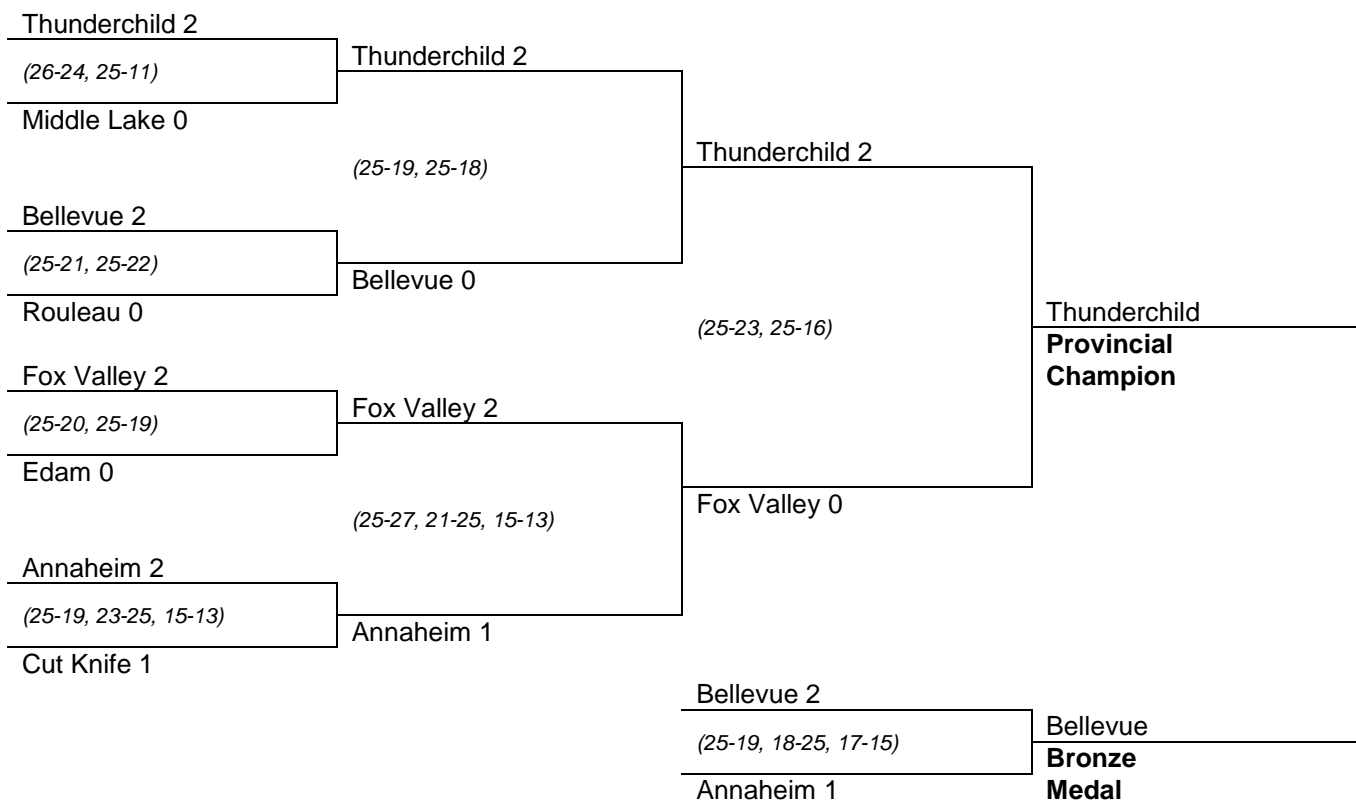 Thunderchild 2
(26-24, 25-11)
Middle Lake 0
Bellevue 2
(25-21, 25-22)
Rouleau 0
Fox Valley 2
(25-20, 25-19)
Edam 0
Annaheim 2
(25-19, 23-25, 15-13)
Cut Knife 1
Thunderchild 2
(25-19, 25-18)
Bellevue 0
Fox Valley 2
(25-27, 21-25, 15-13)
Annaheim 1
Thunderchild 2
(25-23, 25-16)
Fox Valley 0
Thunderchild
Provincial
Champion
Bellevue 2
(25-19, 18-25, 17-15)
Annaheim 1
Bellevue
Bronze
Medal